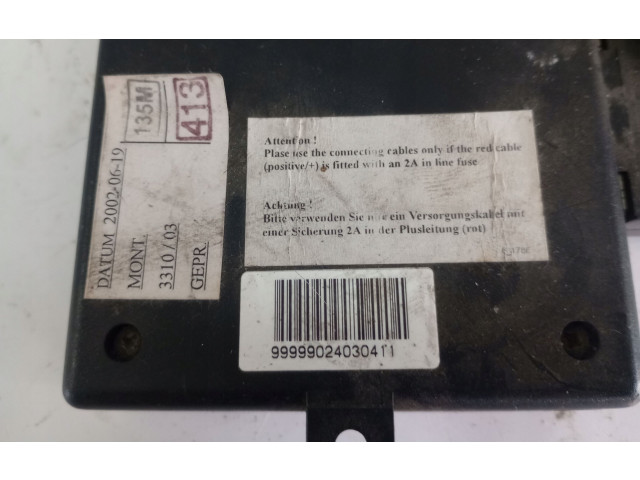 DATUM 2002-06-19
MONT.
3310 / 03
GEPR
135M
413
Attention !
Plase use the connecting cables only if the red cable
(positive/+) is fitted with an 2A in line fuse
Achtung !
Bitte verwenden Sie nur ein Versorgungskabel mit
einer Sicherung 2A in der Plusleitung (rot)
99999024030411